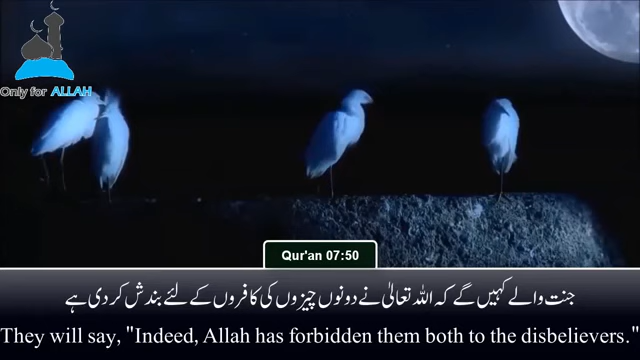 Only for ALLAH
Qur'an 07:50
جنت والے کہیں گے کہ اللہ تعالیٰ نے دونوں چیزوں کی کافروں کے لئے بندش کر دی ہے
They will say, "Indeed, Allah has forbidden them both to the disbelievers."